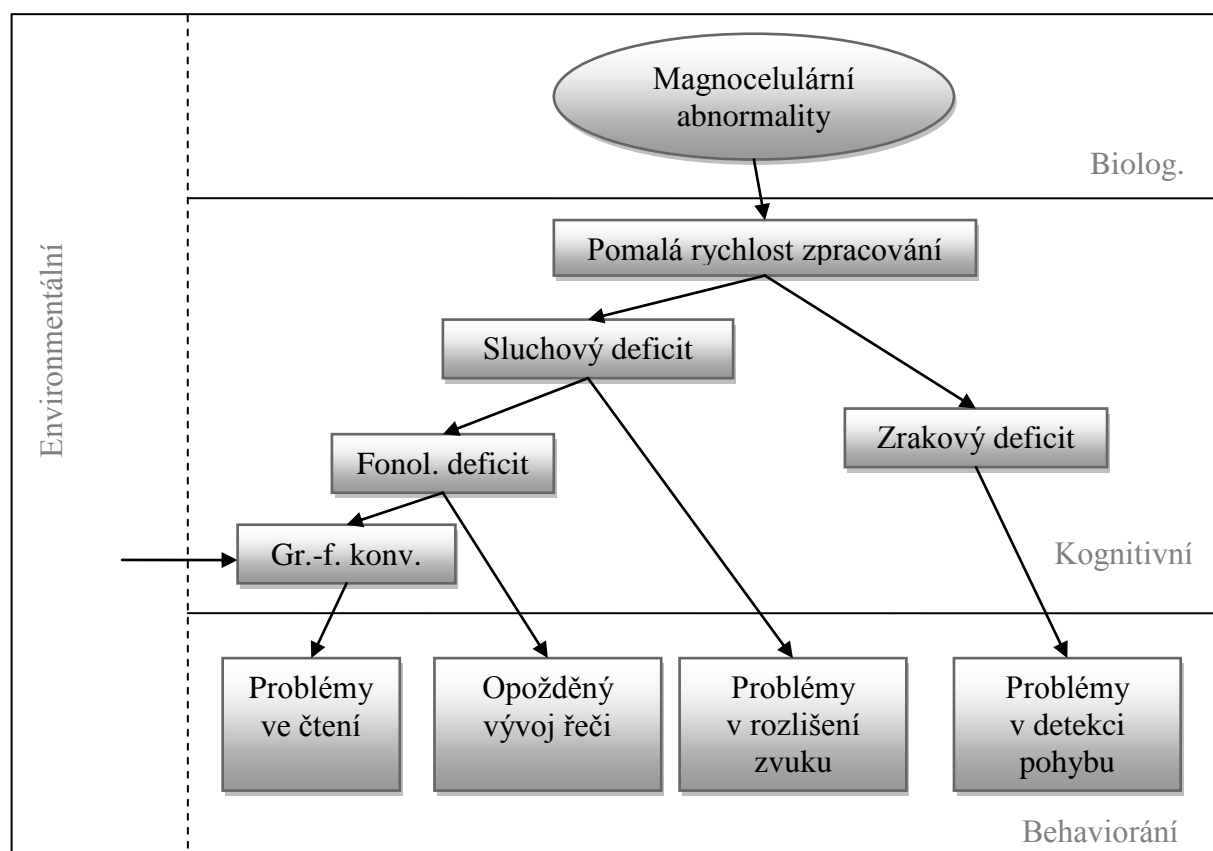 Magnocelulární
abnormality
Biolog.
Environmentální
Pomalá rychlost zpracování
Sluchový deficit
Zrakový deficit
Fonol. deficit
Gr.-f. konv.
Kognitivní
Problémy
ve čtení
Opožděný
vývoj řeči
Problémy
v rozlišení
zvuku
Problémy
v detekci
pohybu
Behaviorání